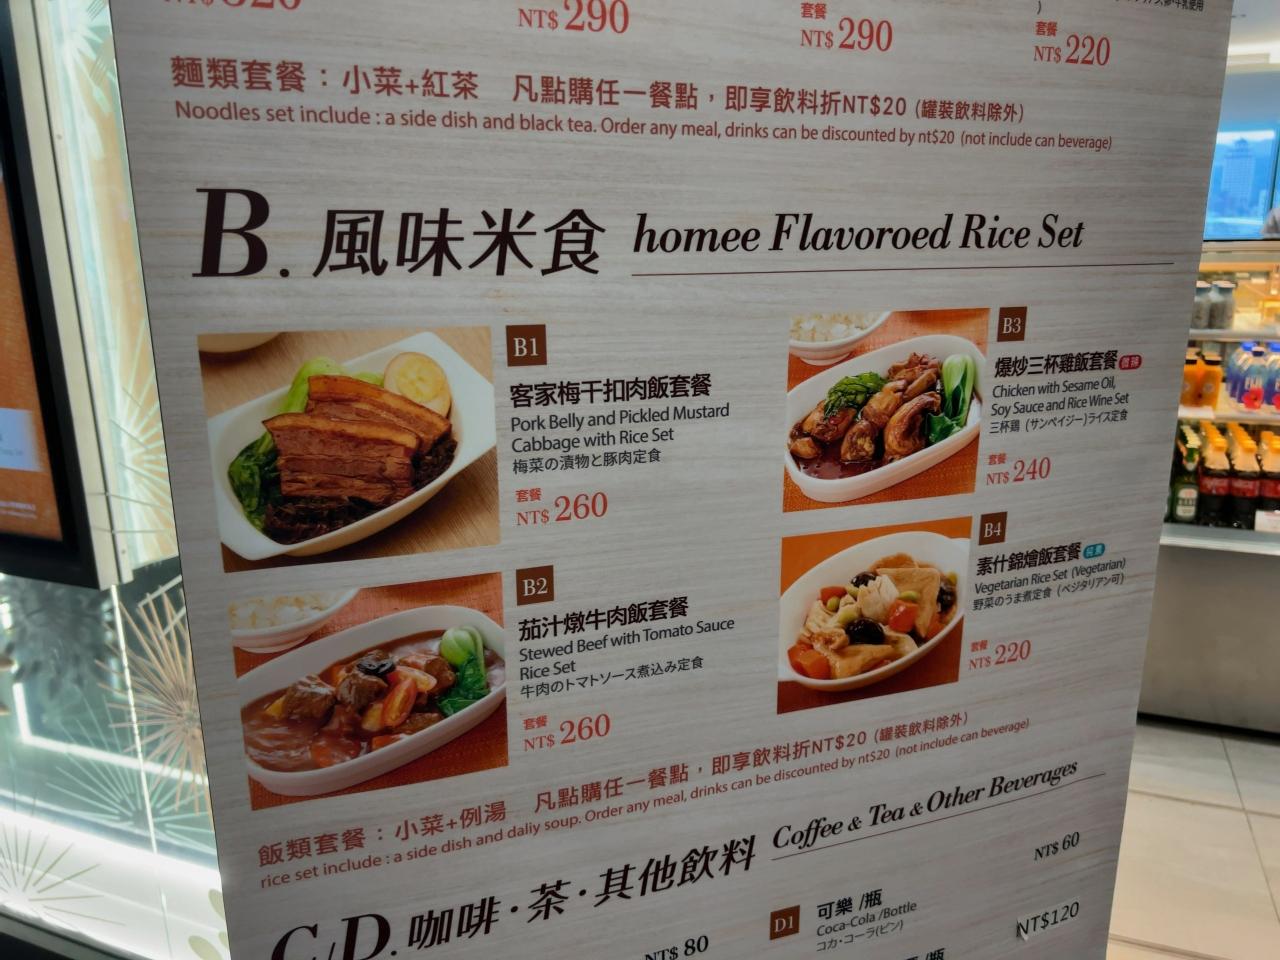 NT$ 320
NT$ 290
套餐
NT$ 290
套餐
NT$ 220
麵類套餐：小菜+紅茶　凡點購任一餐點，即享飲料折NT$20 (罐裝飲料除外)
Noodles set include : a side dish and black tea. Order any meal, drinks can be discounted by nt$20 (not include can beverage)
B. 風味米食 homee Flavoroed Rice Set
B1
客家梅干扣肉飯套餐
Pork Belly and Pickled Mustard
Cabbage with Rice Set
梅菜の漬物と豚肉定食
套餐
NT$ 260
B3
爆炒三杯雞飯套餐 微辣
Chicken with Sesame Oil,
Soy Sauce and Rice Wine Set
三杯鶏 (サンベイジー)ライス定食
套餐
NT$ 240
B2
茄汁燉牛肉飯套餐
Stewed Beef with Tomato Sauce
Rice Set
牛肉のトマトソース煮込み定食
套餐
NT$ 260
B4
素什錦燴飯套餐
Vegetarian Rice Set (Vegetarian)
野菜のうま煮定食 (ベジタリアン可)
套餐
NT$ 220
飯類套餐：小菜+例湯　凡點購任一餐點，即享飲料折NT$20 (罐裝飲料除外)
rice set include : a side dish and daliy soup. Order any meal, drinks can be discounted by nt$20 (not include can beverage)
C/D. 咖啡·茶·其他飲料 Coffee & Tea & Other Beverages
NT$ 60
NT$ 80
D1
可樂 /瓶
Coca-Cola /Bottle
コカ・コーラ(ビン)
NT$120